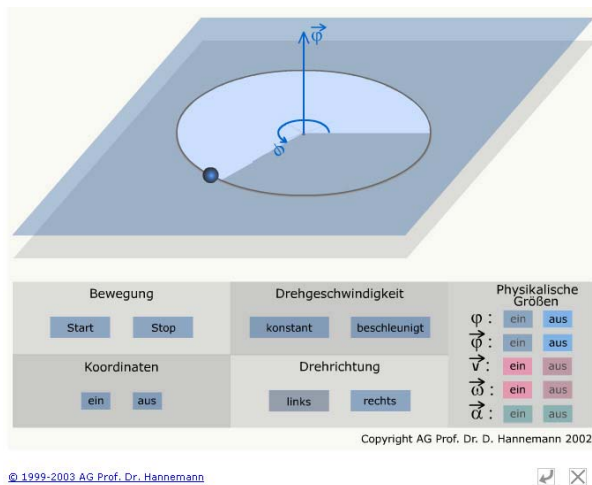 φ
φ
Bewegung
Start Stop
Drehgeschwindigkeit
konstant beschleunigt
Physikalische
Größen
φ : ein aus
φ : ein aus
v : ein aus
ω : ein aus
α : ein aus
Koordinaten
ein aus
Drehrichtung
links rechts
Copyright AG Prof. Dr. D. Hannemann 2002
© 1999-2003 AG Prof. Dr. Hannemann